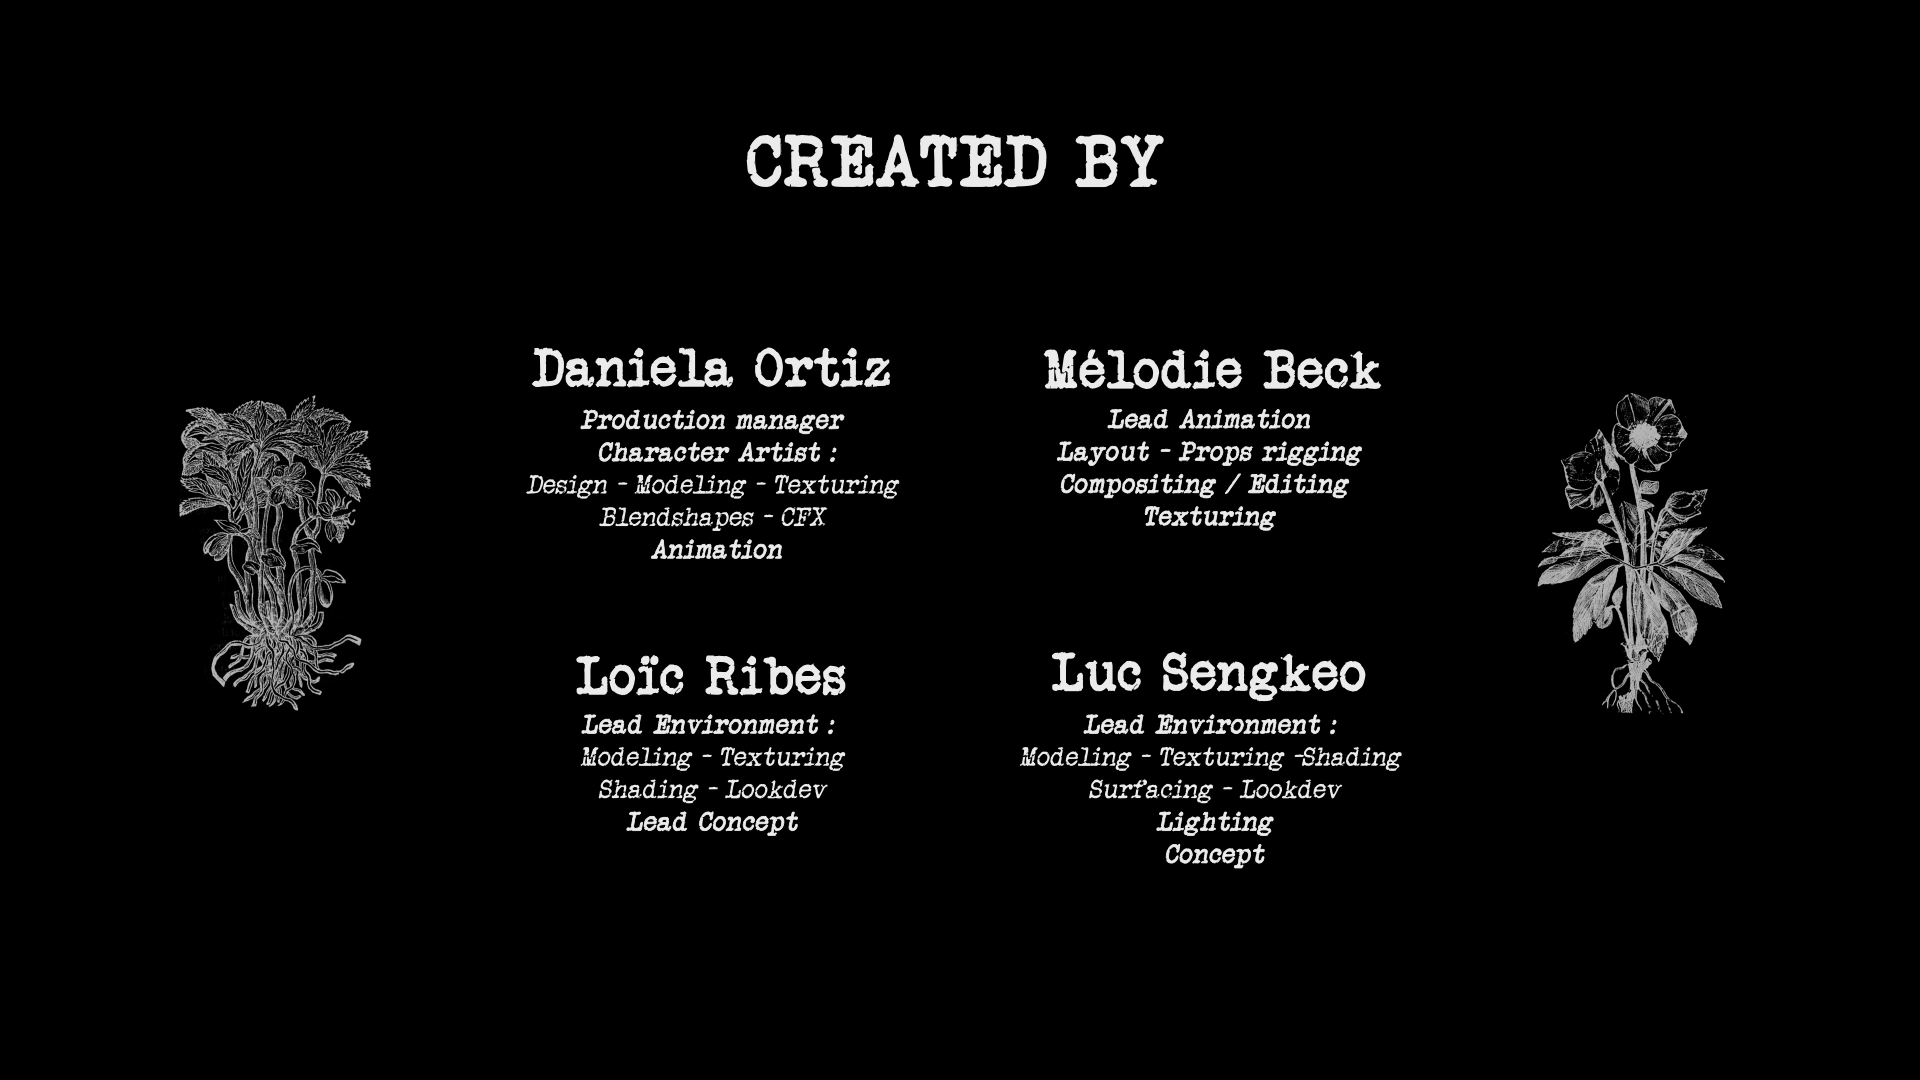 CREATED BY
Daniela Ortiz
Production manager
Character Artist :
Design - Modeling - Texturing
Blendshapes - CFX
Animation
Mélodie Beck
Lead Animation
Layout - Props rigging
Compositing / Editing
Texturing
Loïc Ribes
Lead Environment :
Modeling - Texturing
Shading - Lookdev
Lead Concept
Luc Sengkeo
Lead Environment :
Modeling - Texturing -Shading
Surfacing - Lookdev
Lighting
Concept